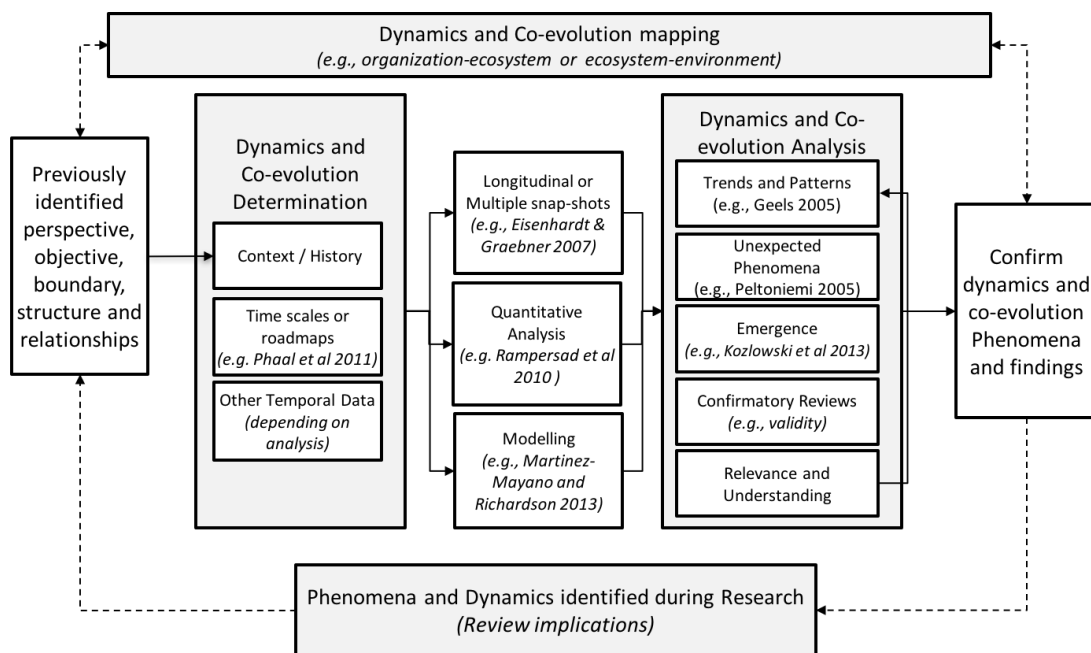 Dynamics and Co-evolution mapping
(e.g., organization-ecosystem or ecosystem-environment)
Previously
identified
perspective,
objective,
boundary,
structure and
relationships
Dynamics and
Co-evolution
Determination
Context / History
Time scales or
roadmaps
(e.g. Phaal et al 2011)
Other Temporal Data
(depending on
analysis)
Longitudinal or
Multiple snap-shots
(e.g., Eisenhardt &
Graebner 2007)
Quantitative
Analysis
(e.g. Rampersad et al
2010 )
Modelling
(e.g., Martinez-
Mayano and
Richardson 2013)
Dynamics and Co-
evolution Analysis
Trends and Patterns
(e.g., Geels 2005)
Unexpected
Phenomena
(e.g., Peltoniemi 2005)
Emergence
(e.g., Kozlowski et al 2013)
Confirmatory Reviews
(e.g., validity)
Relevance and
Understanding
Confirm
dynamics and
co-evolution
Phenomena
and findings
Phenomena and Dynamics identified during Research
(Review implications)